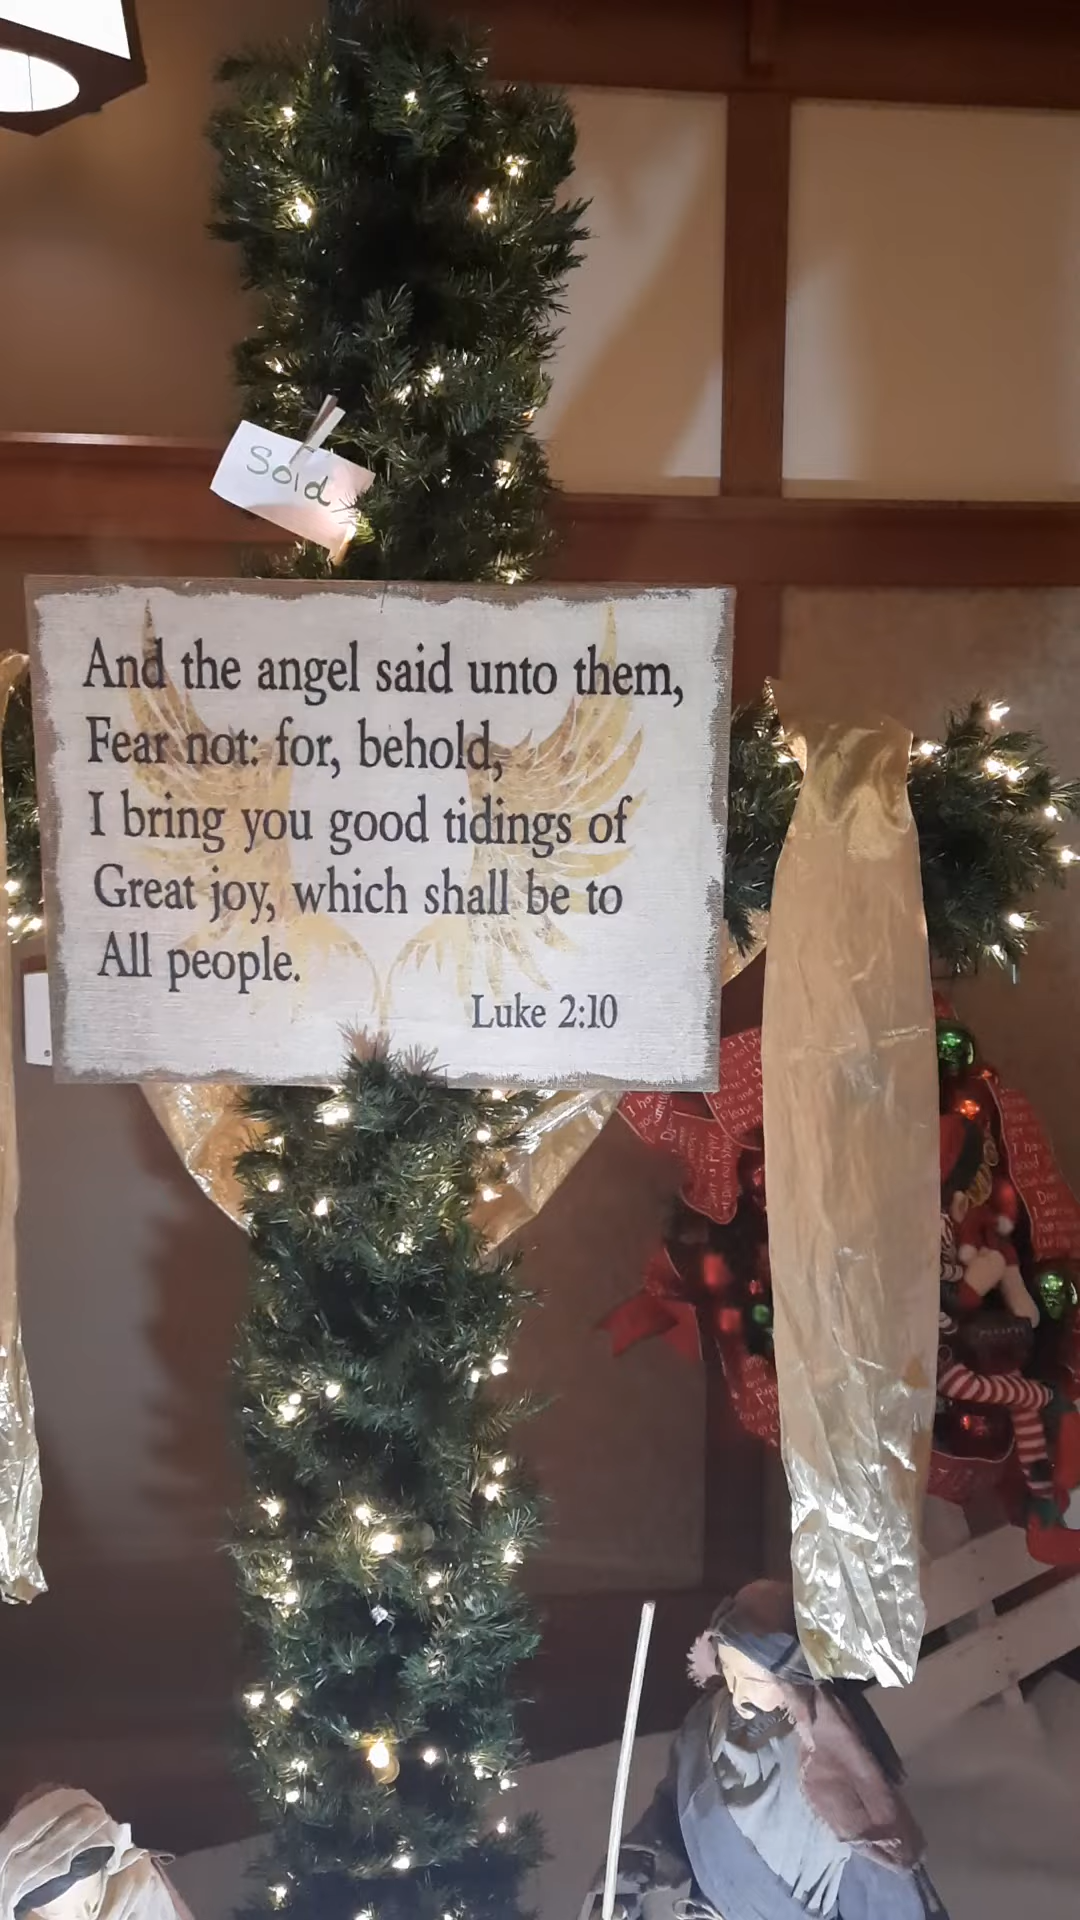 Sold
And the angel said unto them,
Fear not: for, behold,
I bring you good tidings of
Great joy, which shall be to
All people.
Luke 2:10